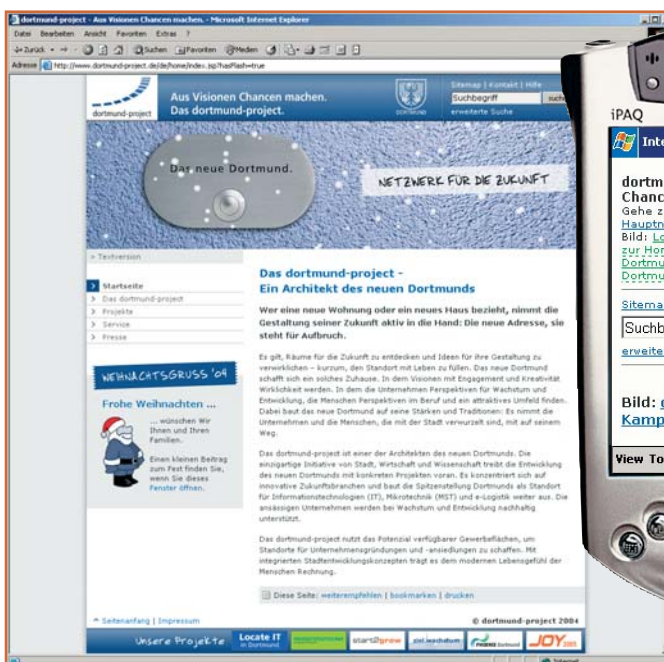 dortmund-project - Aus Visionen Chancen machen. - Microsoft Internet Explorer
Datei Bearbeiten Ansicht Favoriten Extras ?
Zurück Suchen Favoriten Medien
Adresse http://www.dortmund-project.de/de/home/index.jsp?hasFlash=true
dortmund-project
Aus Visionen Chancen machen.
Das dortmund-project.
DORTMUND
Sitemap | Kontakt | Hilfe
Suchbegriff
erweiterte Suche
Das neue Dortmund.
NETZWERK FÜR DIE ZUKUNFT
> Textversion
> Startseite
> Das dortmund-project
> Projekte
> Service
> Presse
WEIHNACHTSGRUSS '04
Frohe Weihnachten ...
... wünschen Wir
Ihnen und Ihren
Familien.
Einen kleinen Beitrag
zum Fest finden Sie,
wenn Sie dieses
Fenster öffnen.
Das dortmund-project -
Ein Architekt des neuen Dortmunds
Wer eine neue Wohnung oder ein neues Haus bezieht, nimmt die
Gestaltung seiner Zukunft aktiv in die Hand: Die neue Adresse, sie
steht für Aufbruch.
Es gilt, Räume für die Zukunft zu entdecken und Ideen für ihre Gestaltung zu
verwirklichen - kurzum, den Standort mit Leben zu füllen. Das neue Dortmund
schafft sich ein solches Zuhause. In dem Visionen mit Engagement und Kreativität
Wirklichkeit werden. In dem die Unternehmen Perspektiven für Wachstum und
Entwicklung, die Menschen Perspektiven im Beruf und ein attraktives Umfeld finden.
Dabei baut das neue Dortmund auf seine Stärken und Traditionen: Es nimmt die
Unternehmen und die Menschen, die mit der Stadt verwurzelt sind, mit auf seinem
Weg.
Das dortmund-project ist einer der Architekten des neuen Dortmunds. Die
einzigartige Initiative von Stadt, Wirtschaft und Wissenschaft treibt die Entwicklung
des neuen Dortmunds mit konkreten Projekten voran. Es konzentriert sich auf
innovative Zukunftsbranchen und baut die Spitzenstellung Dortmunds als Standort
für Informationstechnologien (IT), Mikrotechnik (MST) und e-Logistik weiter aus. Die
ansässigen Unternehmen werden bei Wachstum und Entwicklung nachhaltig
unterstützt.
Das dortmund-project nutzt das Potenzial verfügbarer Gewerbeflächen, um
Standorte für Unternehmensgründungen und -ansiedlungen zu schaffen. Mit
integrierten Stadtentwicklungskonzepten trägt es dem modernen Lebensgefühl der
Menschen Rechnung.
Diese Seite: weiterempfehlen | bookmarken | drucken
^ Seitenanfang | Impressum
© dortmund-project 2004
Unsere Projekte
Locate IT
in Dortmund
start2grow
PHOENIX Dortmund
JOY2005
Internet
iPAQ
Inte
dortm
Chanc
Gehe z
Hauptn
Bild: Lo
zur Hor
Dortmu
Dortmu
Sitema
Suchb
erweite
Bild:
Kamp
View To